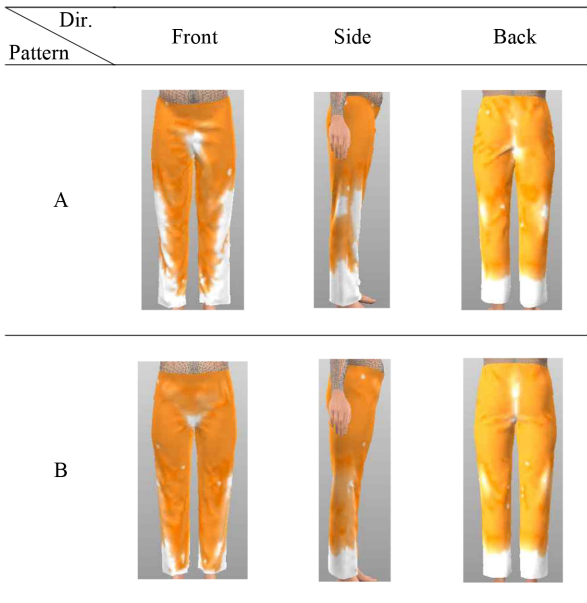 Dir.
Pattern
Front
Side
Back
A
B